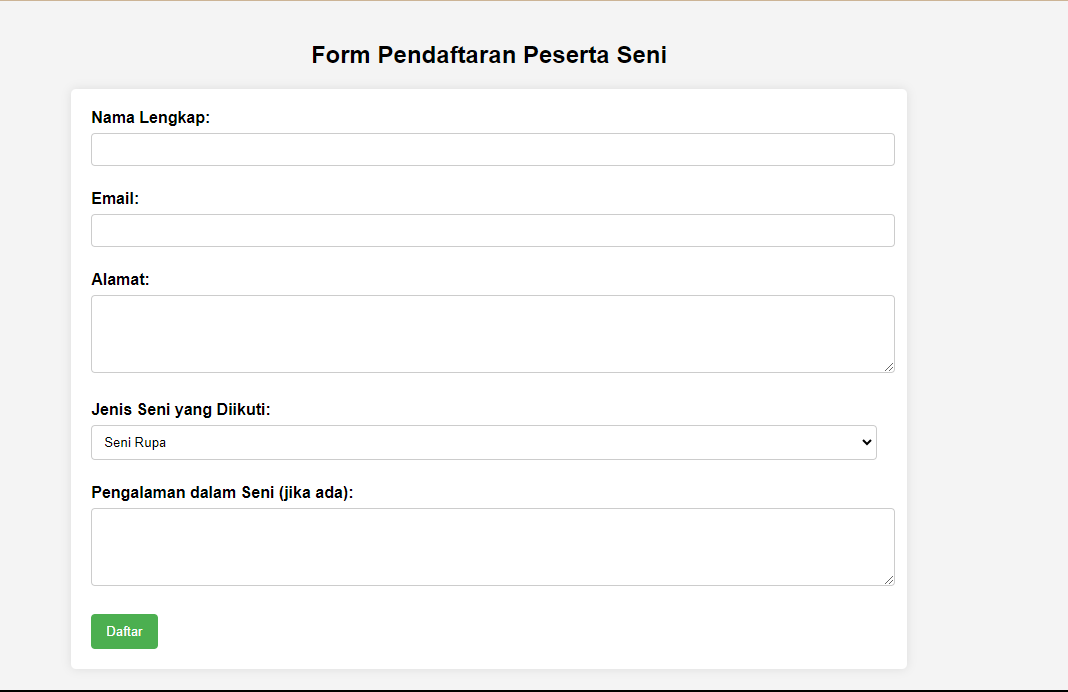 Form Pendaftaran Peserta Seni
Nama Lengkap:
Email:
Alamat:
Jenis Seni yang Diikuti:
Seni Rupa
Pengalaman dalam Seni (jika ada):
Daftar